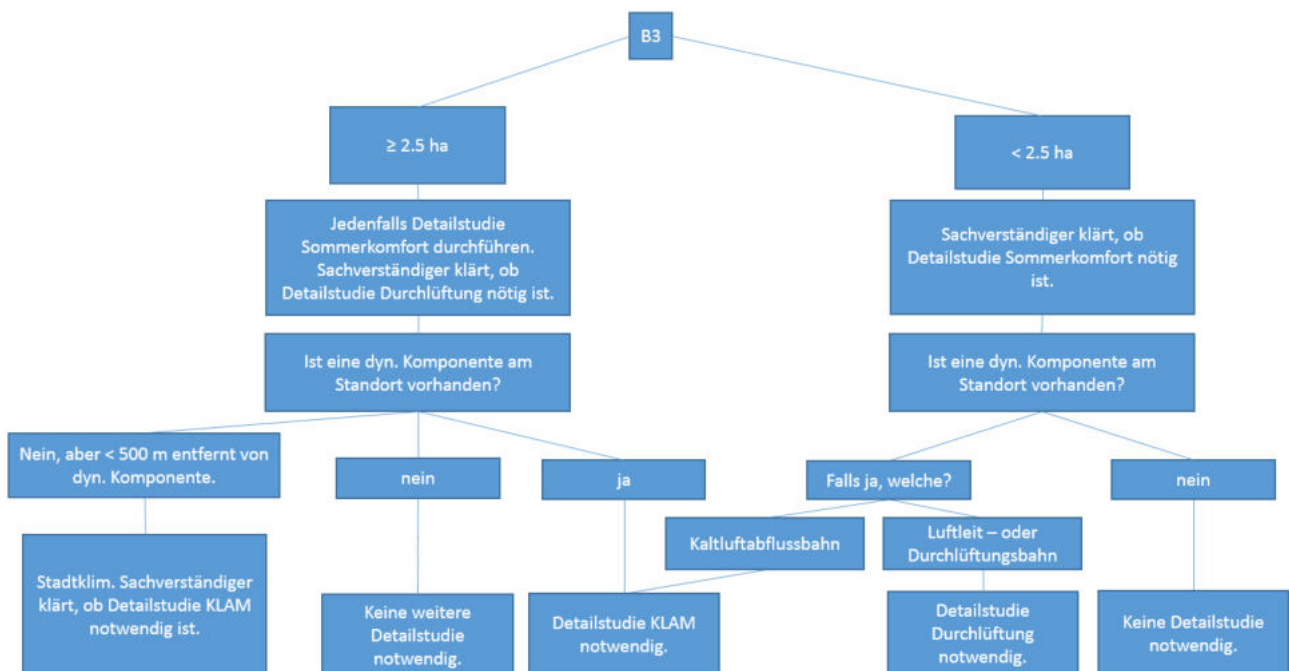 B3
≥ 2.5 ha
< 2.5 ha
Jedenfalls Detailstudie
Sommerkomfort durchführen.
Sachverständiger klärt, ob
Detailstudie Durchlüftung nötig ist.
Sachverständiger klärt, ob
Detailstudie Sommerkomfort nötig
ist.
Ist eine dyn. Komponente am
Standort vorhanden?
Ist eine dyn. Komponente am
Standort vorhanden?
Nein, aber < 500 m entfernt von
dyn. Komponente.
nein
ja
Falls ja, welche?
nein
Kaltluftabflussbahn
Luftleit – oder
Durchlüftungsbahn
Stadtklim. Sachverständiger
klärt, ob Detailstudie KLAM
notwendig ist.
Keine weitere
Detailstudie
notwendig.
Detailstudie KLAM
notwendig.
Detailstudie
Durchlüftung
notwendig.
Keine Detailstudie
notwendig.